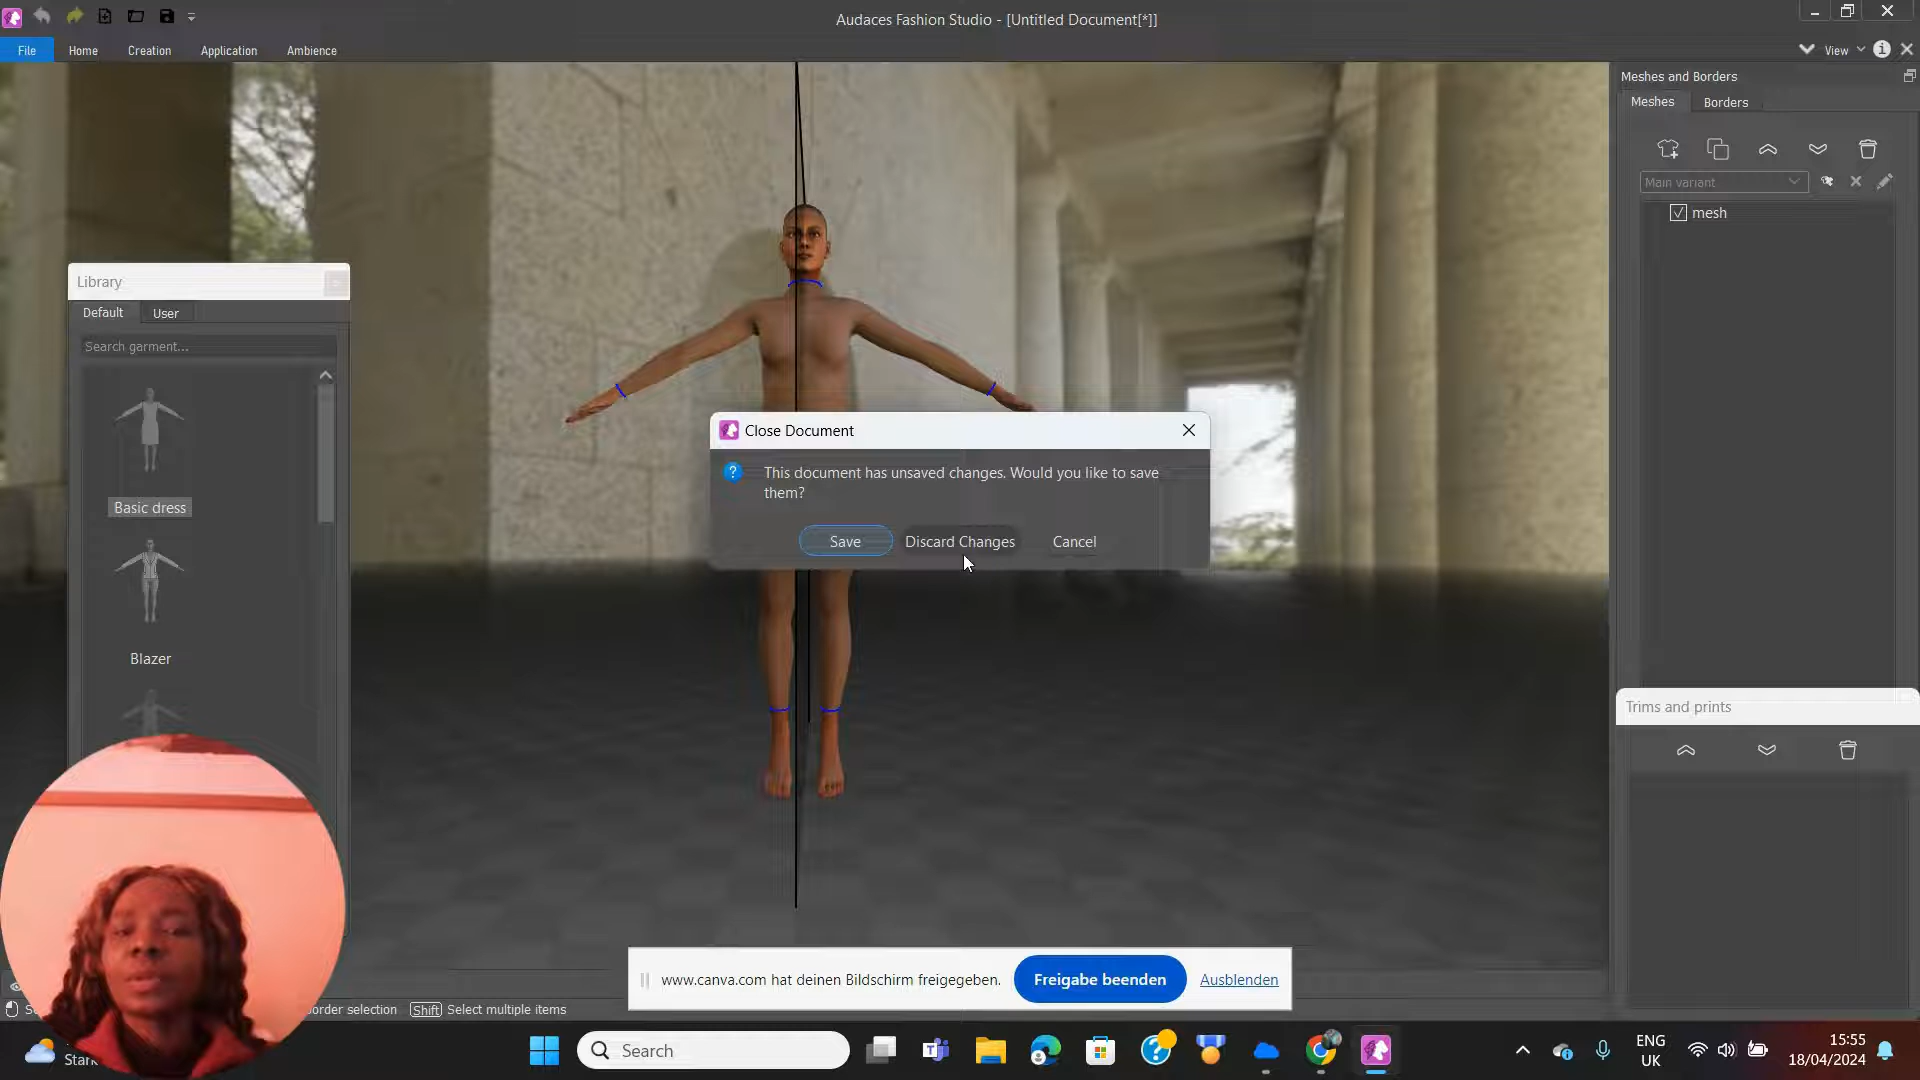 Audaces Fashion Studio - [Untitled Document[*]]
File
Home
Creation
Application
Ambience
View
Meshes and Borders
Meshes
Borders
Main variant
mesh
Library
Default
User
Search garment...
Basic dress
Blazer
Close Document
This document has unsaved changes. Would you like to save
them?
Save
Discard Changes
Cancel
Trims and prints
www.canva.com hat deinen Bildschirm freigegeben.
Freigabe beenden
Ausblenden
order selection
Shift Select multiple items
Search
ENG
UK
15:55
18/04/2024